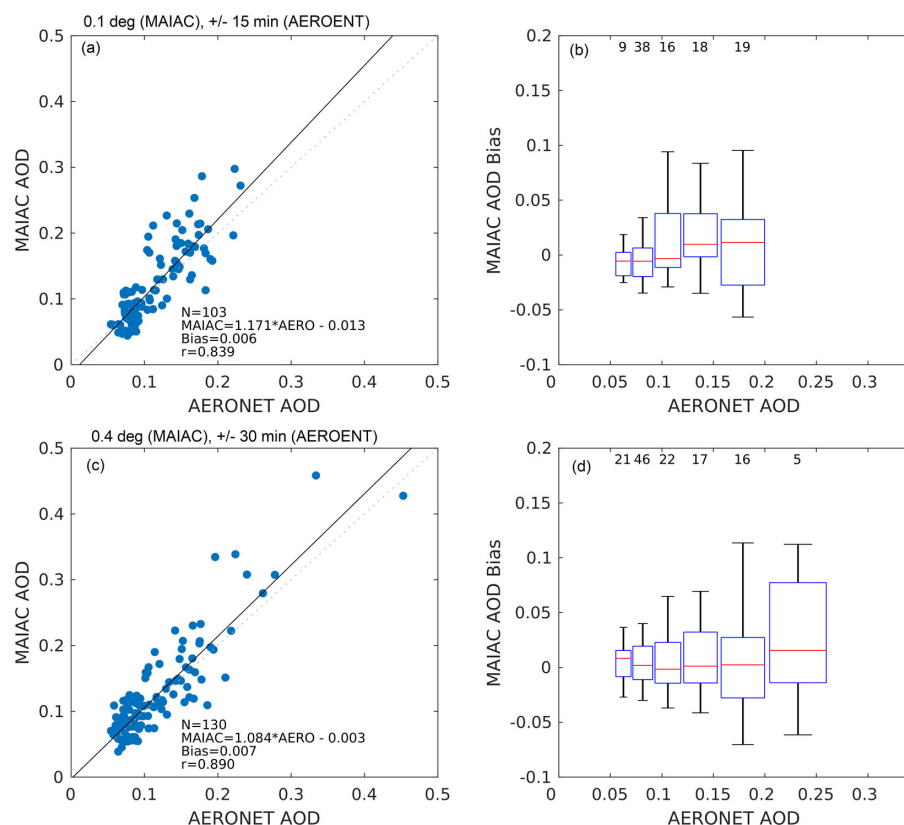 0.1 deg (MAIAC), +/- 15 min (AEROENT)
(a)
0.5
0.4
0.3
0.2
0.1
0
MAIAC AOD
N=103
MAIAC=1.171*AERO - 0.013
Bias=0.006
r=0.839
0 0.1 0.2 0.3 0.4 0.5
AERONET AOD
(b)
9 38 16 18 19
0.2
0.15
0.1
0.05
0
-0.05
-0.1
MAIAC AOD Bias
0.05 0.1 0.15 0.2 0.25 0.3
AERONET AOD
0.4 deg (MAIAC), +/- 30 min (AEROENT)
(c)
0.5
0.4
0.3
0.2
0.1
0
MAIAC AOD
N=130
MAIAC=1.084*AERO - 0.003
Bias=0.007
r=0.890
0 0.1 0.2 0.3 0.4 0.5
AERONET AOD
(d)
21 46 22 17 16 5
0.2
0.15
0.1
0.05
0
-0.05
-0.1
MAIAC AOD Bias
0.05 0.1 0.15 0.2 0.25 0.3
AERONET AOD